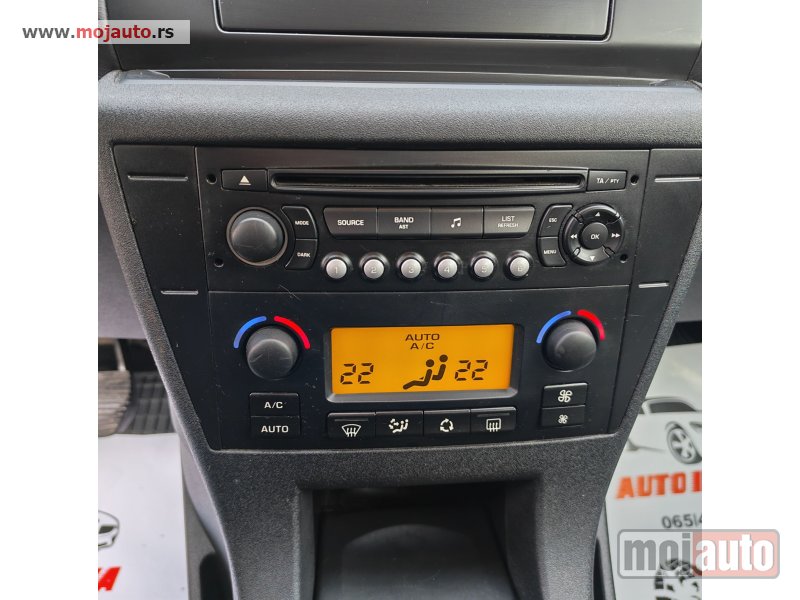 www.mojauto.rs
TA / PTY
MODE
SOURCE
BAND
AST
LIST
REFRESH
ESC
DARK
MENU
OK
1 2 3 4 5 6
AUTO
A/C
22 22
A/C
AUTO
AUTO
065/4
mojauto